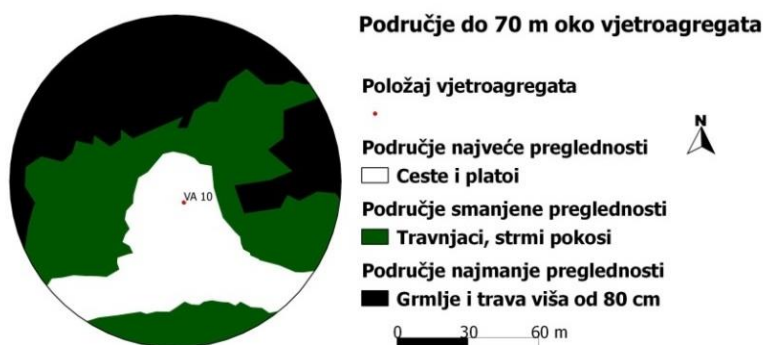 Područje do 70 m oko vjetroagregata
Položaj vjetroagregata
N
Područje najveće preglednosti
Ceste i platoi
Područje smanjene preglednosti
Travnjaci, strmi pokosi
Područje najmanje preglednosti
Grmlje i trava viša od 80 cm
0 30 60 m
VA 10